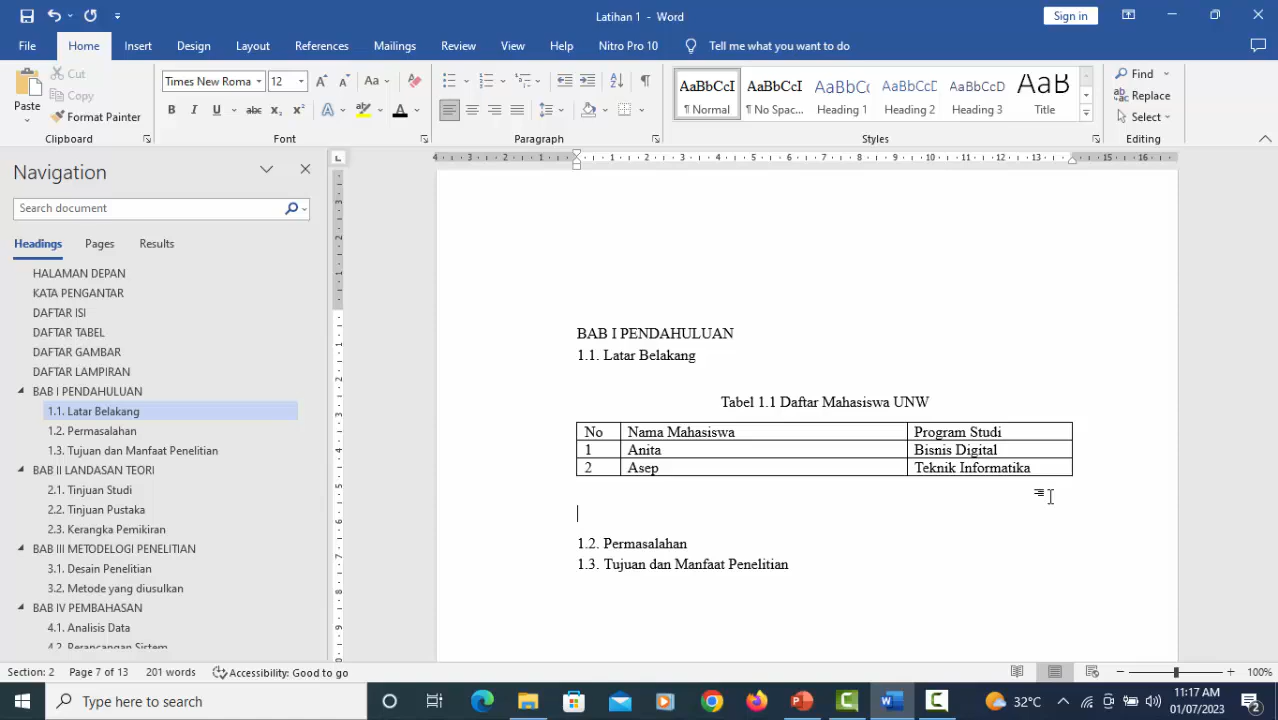 Latihan 1 - Word
Sign in
File Home Insert Design Layout References Mailings Review View Help Nitro Pro 10 Tell me what you want to do
Paste
Cut
Copy
Format Painter
Clipboard
Times New Roma 12
Font
Paragraph
AaBbCcI AaBbCcI AaBbCc AaBbCcD AaBbCcD AaB
¶ Normal ¶ No Spac... Heading 1 Heading 2 Heading 3 Title
Styles
Find
Replace
Select
Editing
Navigation
Search document
Headings Pages Results
HALAMAN DEPAN
KATA PENGANTAR
DAFTAR ISI
DAFTAR TABEL
DAFTAR GAMBAR
DAFTAR LAMPIRAN
BAB I PENDAHULUAN
1.1. Latar Belakang
1.2. Permasalahan
1.3. Tujuan dan Manfaat Penelitian
BAB II LANDASAN TEORI
2.1. Tinjuan Studi
2.2. Tinjuan Pustaka
2.3. Kerangka Pemikiran
BAB III METODELOGI PENELITIAN
3.1. Desain Penelitian
3.2. Metode yang diusulkan
BAB IV PEMBAHASAN
4.1. Analisis Data
4.2. Perancangan Sistem
BAB I PENDAHULUAN
1.1. Latar Belakang
Tabel 1.1 Daftar Mahasiswa UNW
No Nama Mahasiswa Program Studi
1 Anita Bisnis Digital
2 Asep Teknik Informatika
1.2. Permasalahan
1.3. Tujuan dan Manfaat Penelitian
Section: 2 Page 7 of 13 201 words Accessibility: Good to go 100%
Type here to search
32°C
11:17 AM
01/07/2023
2